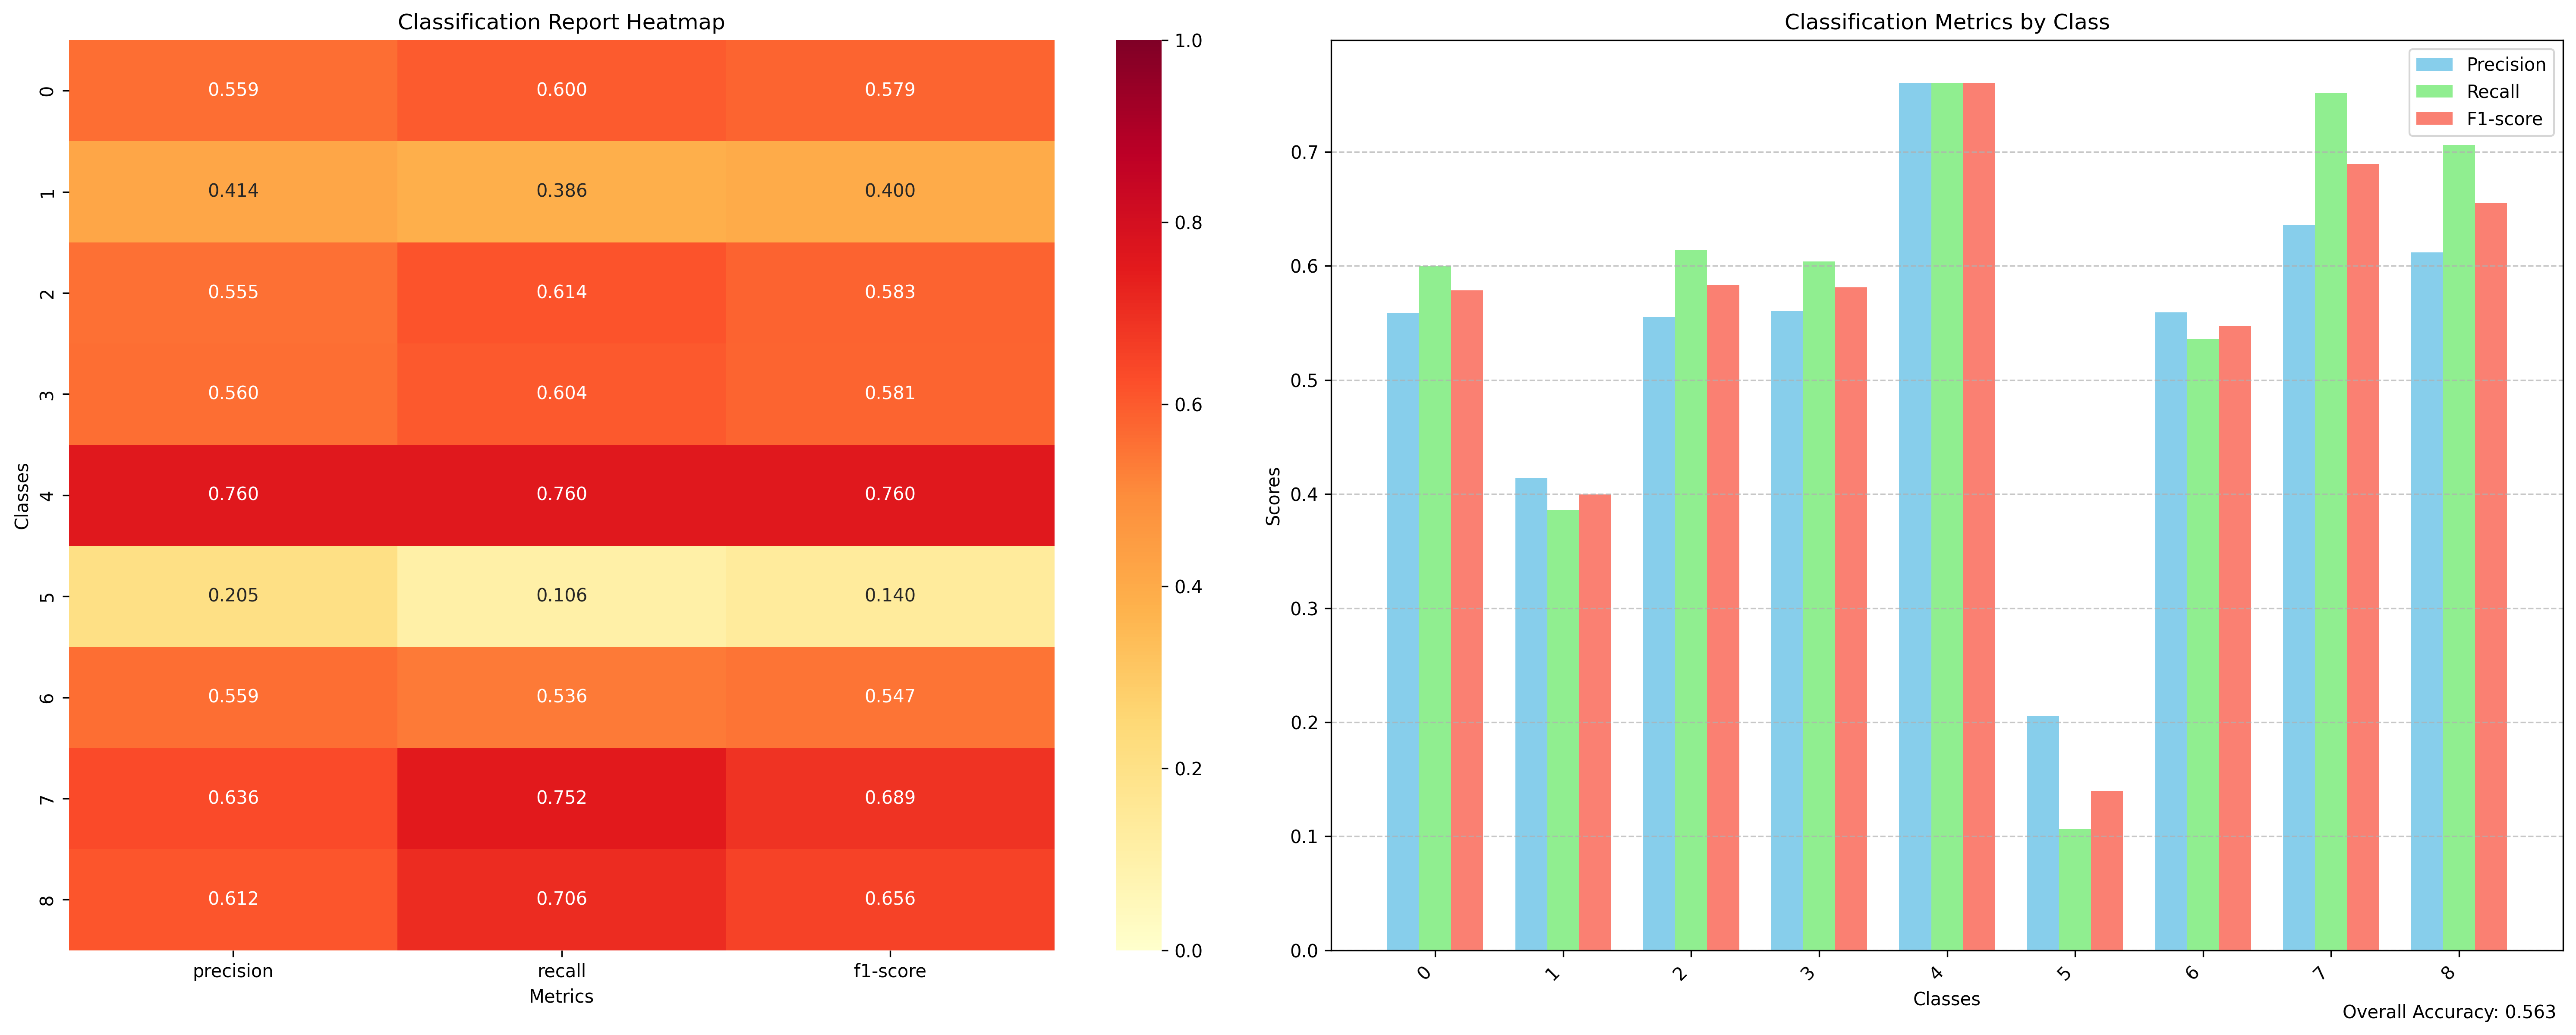 Classification Report Heatmap
0 0.559 0.600 0.579
1 0.414 0.386 0.400
2 0.555 0.614 0.583
3 0.560 0.604 0.581
4 0.760 0.760 0.760
5 0.205 0.106 0.140
6 0.559 0.536 0.547
7 0.636 0.752 0.689
8 0.612 0.706 0.656
Classes
precision recall f1-score
Metrics
1.0
0.8
0.6
0.4
0.2
0.0
Classification Metrics by Class
Precision
Recall
F1-score
0.7
0.6
0.5
0.4
0.3
0.2
0.1
0.0
Scores
0 1 2 3 4 5 6 7 8
Classes
Overall Accuracy: 0.563